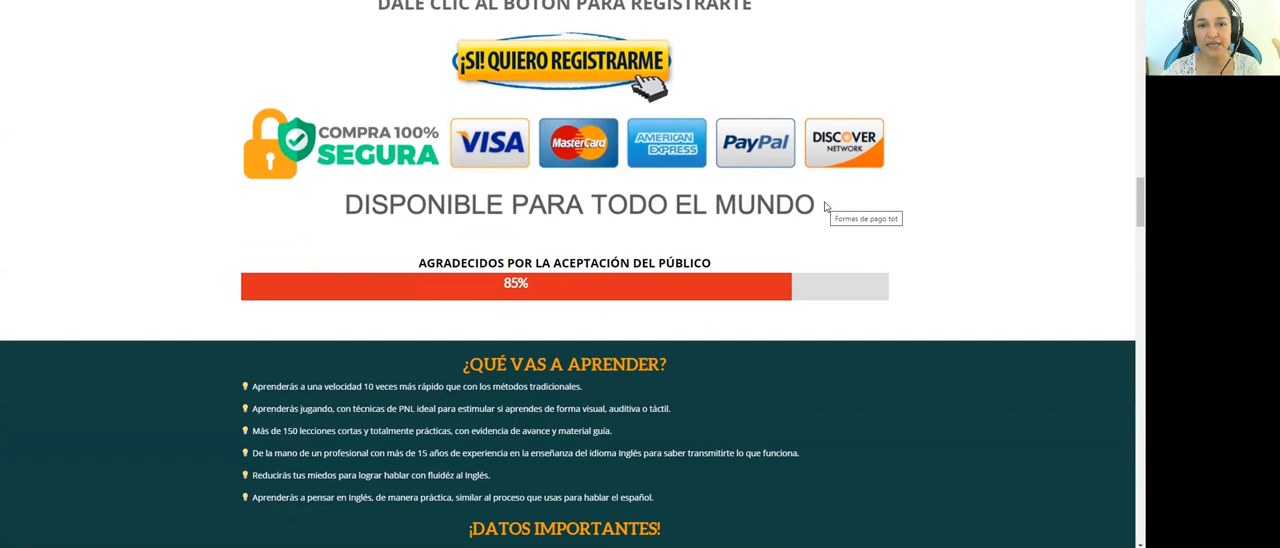 DALE CLIC AL BOTÓN PARA REGISTRARTE
¡SI! QUIERO REGISTRARME
COMPRA 100%
SEGURA
VISA
MasterCard
AMERICAN
EXPRESS
PayPal
DISCOVER
NETWORK
DISPONIBLE PARA TODO EL MUNDO
Formas de pago tot
AGRADECIDOS POR LA ACEPTACIÓN DEL PÚBLICO
85%
¿QUÉ VAS A APRENDER?
Aprenderás a una velocidad 10 veces más rápido que con los métodos tradicionales.
Aprenderás jugando, con técnicas de PNL ideal para estimular si aprendes de forma visual, auditiva o táctil.
Más de 150 lecciones cortas y totalmente prácticas, con evidencia de avance y material guía.
De la mano de un profesional con más de 15 años de experiencia en la enseñanza del idioma Inglés para saber transmitirte lo que funciona.
Reducirás tus miedos para lograr hablar con fluidéz al Inglés.
Aprenderás a pensar en Inglés, de manera práctica, similar al proceso que usas para hablar el español.
¡DATOS IMPORTANTES!